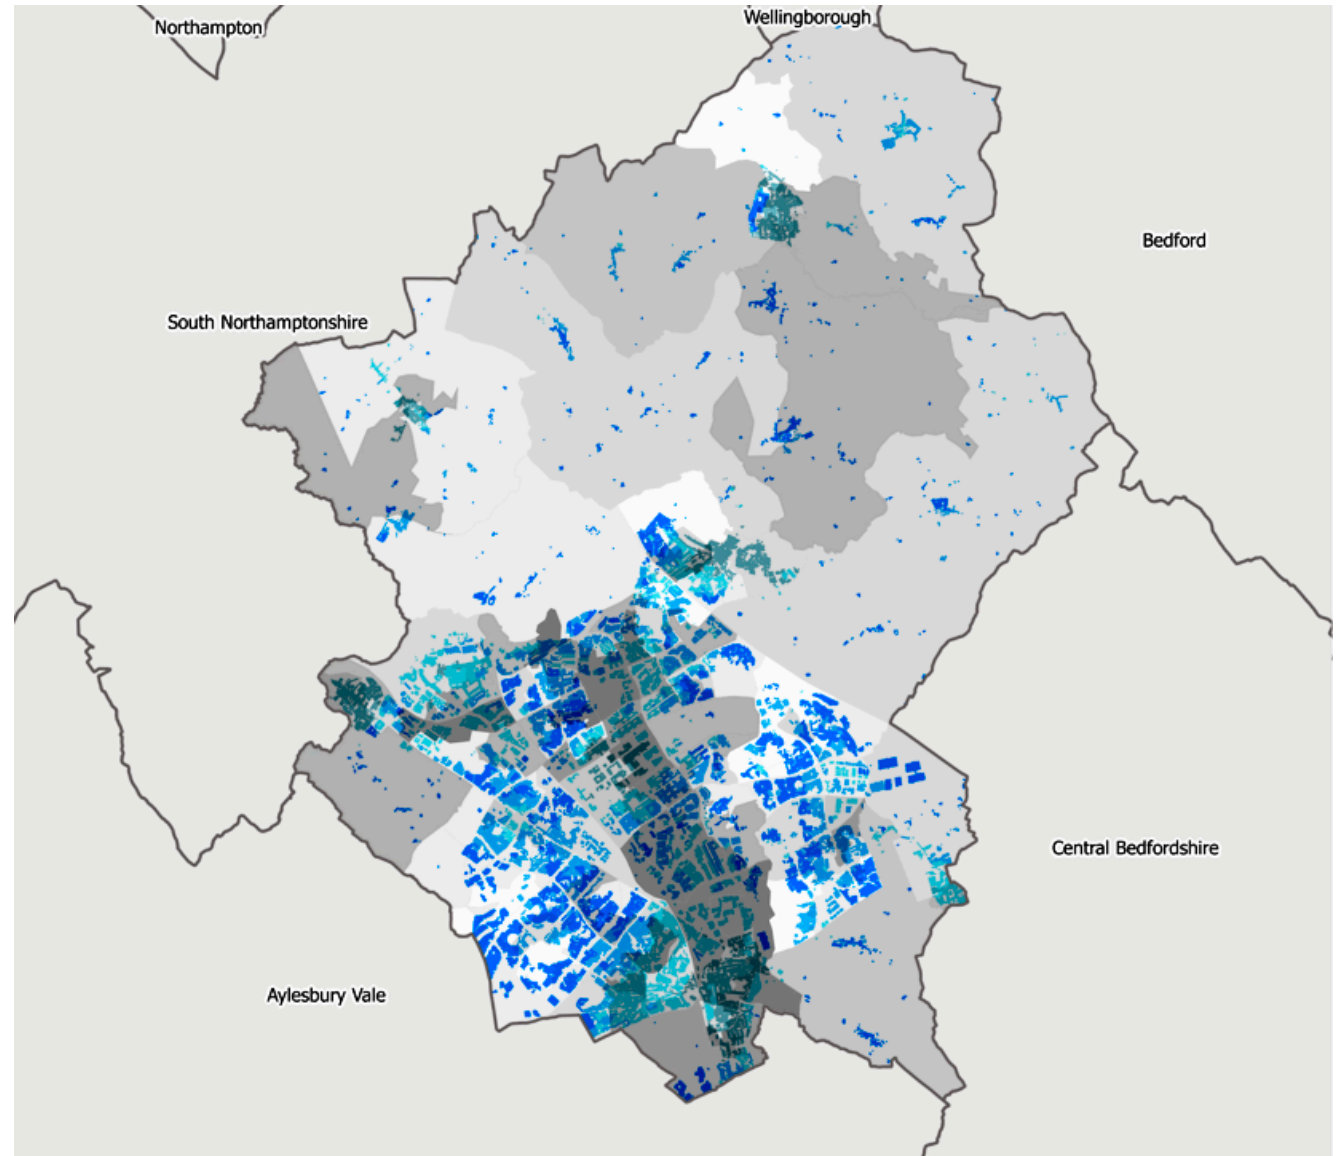 Wellingborough
Northampton
Bedford
South Northamptonshire
Central Bedfordshire
Aylesbury Vale